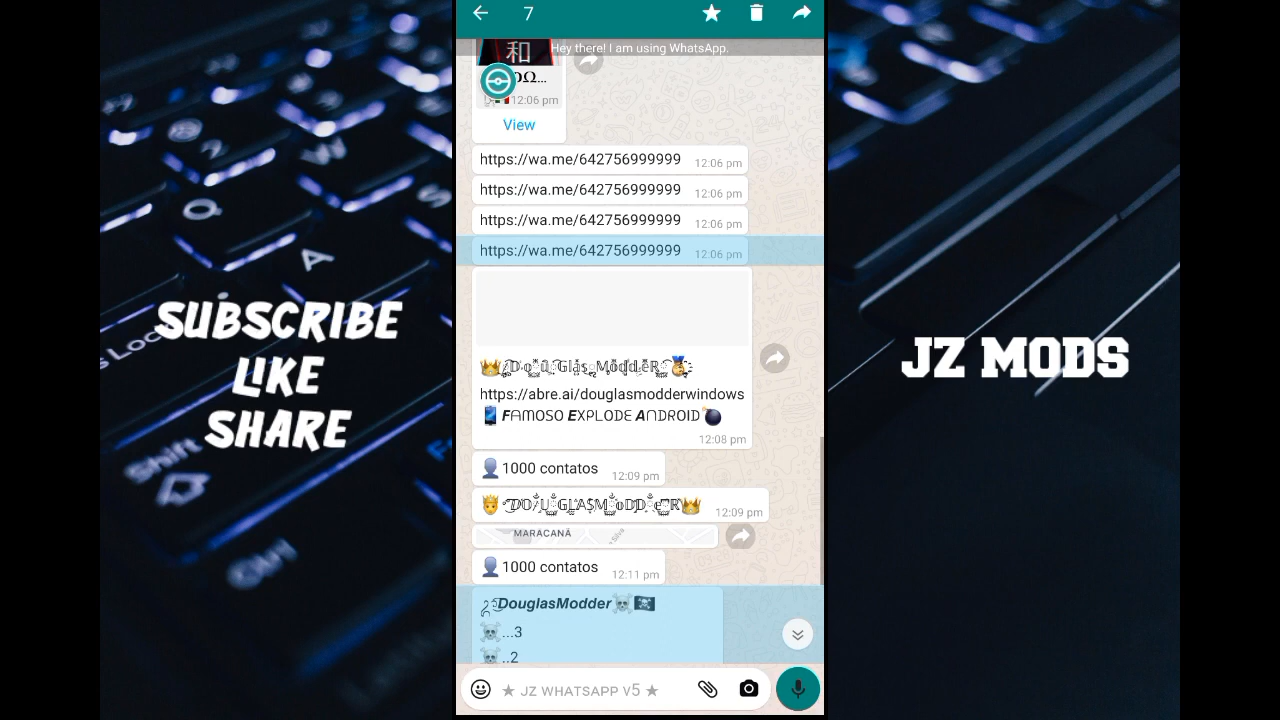 7
Hey there! I am using WhatsApp.
和
12:06 pm
View
https://wa.me/642756999999 12:06 pm
https://wa.me/642756999999 12:06 pm
https://wa.me/642756999999 12:06 pm
https://wa.me/642756999999 12:06 pm
https://abre.ai/douglasmodderwindows
FAMOSO EXPLODE ANDROID
12:08 pm
1000 contatos 12:09 pm
12:09 pm
MARACANÃ
Silva
1000 contatos 12:11 pm
DouglasModder☠🏴‍☠️
☠...3
☠..2
★ JZ WHATSAPP V5 ★
SUBSCRIBE
LIKE
SHARE
JZ MODS
Q
W
A
S
Shift
Ctrl